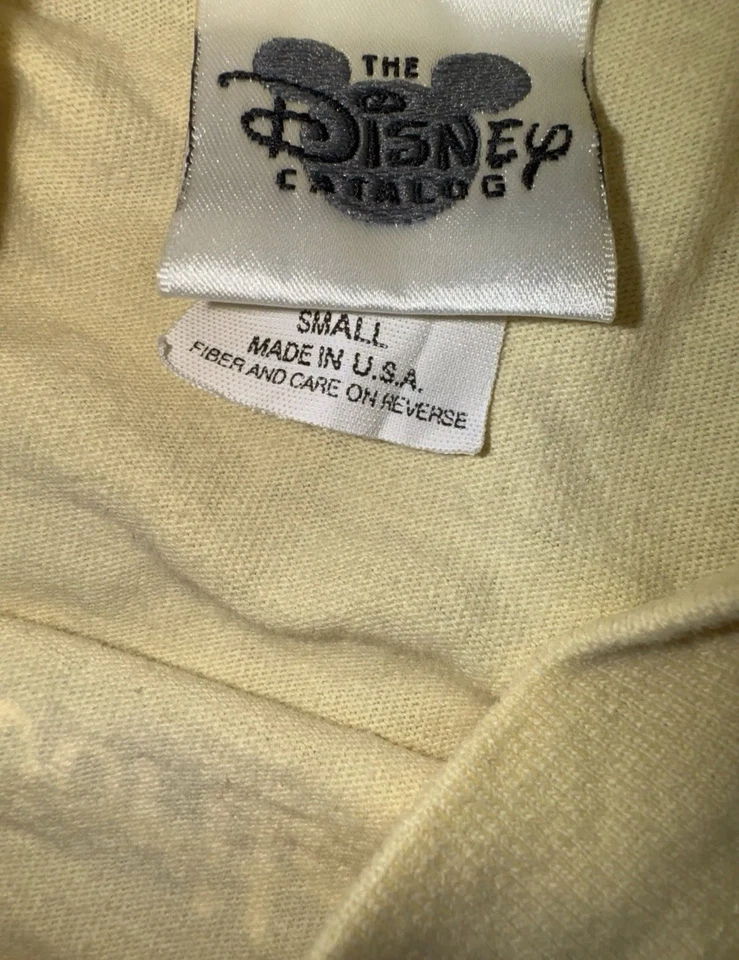 THE
DISNEY
CATALOG
SMALL
MADE IN U.S.A.
FIBER AND CARE ON REVERSE